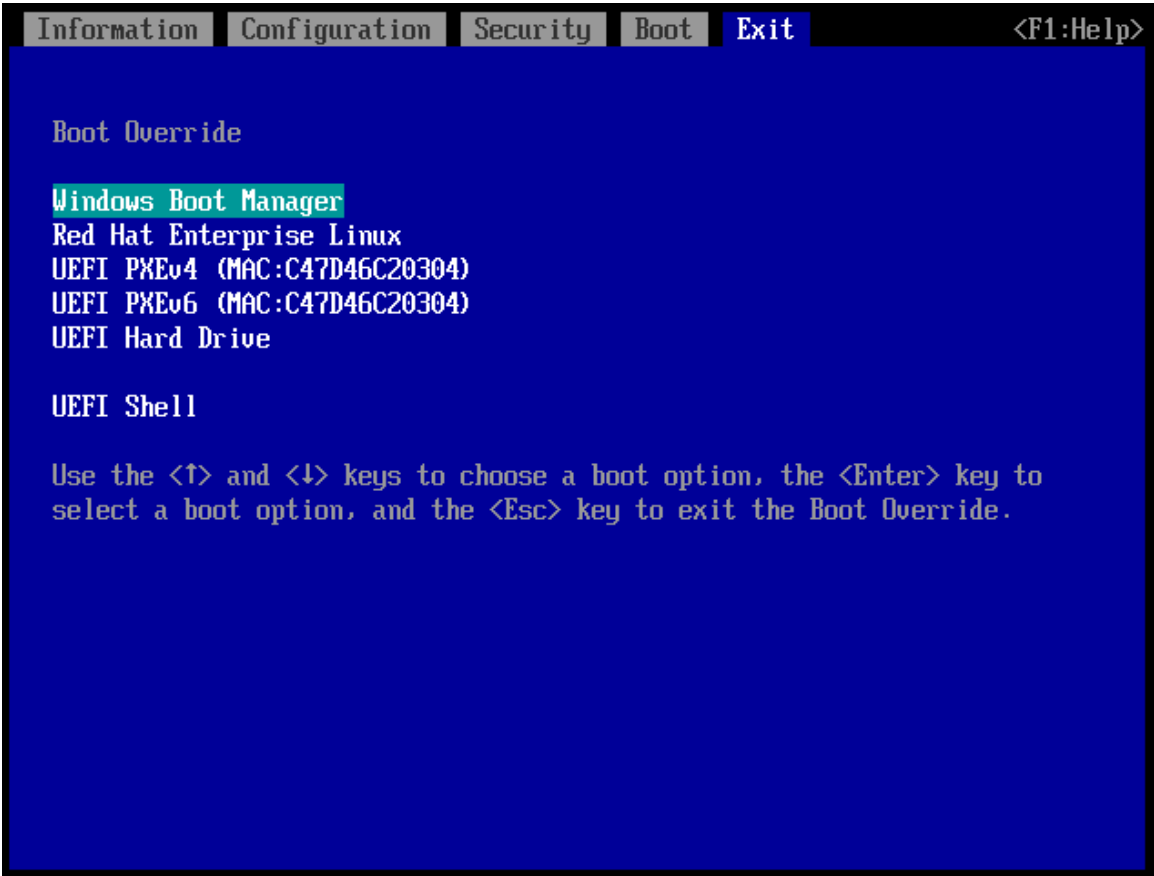 Information Configuration Security Boot Exit <F1:Help>
Boot Override
Windows Boot Manager
Red Hat Enterprise Linux
UEFI PXEv4 (MAC:C47D46C20304)
UEFI PXEv6 (MAC:C47D46C20304)
UEFI Hard Drive
UEFI Shell
Use the <↑> and <↓> keys to choose a boot option, the <Enter> key to
select a boot option, and the <Esc> key to exit the Boot Override.